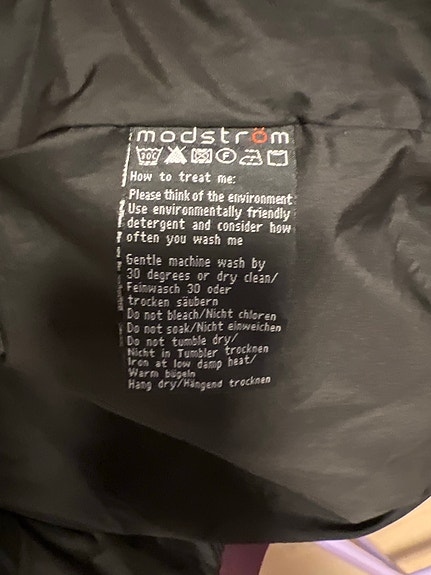 modström
30C P
How to treat me:
Please think of the environment
Use environmentally friendly
detergent and consider how
often you wash me
Gentle machine wash by
30 degrees or dry clean/
Feinwasch 30 oder
trocken säubern
Do not bleach/Nicht chloren
Do not soak/Nicht einweichen
Do not tumble dry/
Nicht in Tumbler trocknen
Iron at low damp heat/
Warm bügeln
Hang dry/Hängend trocknen